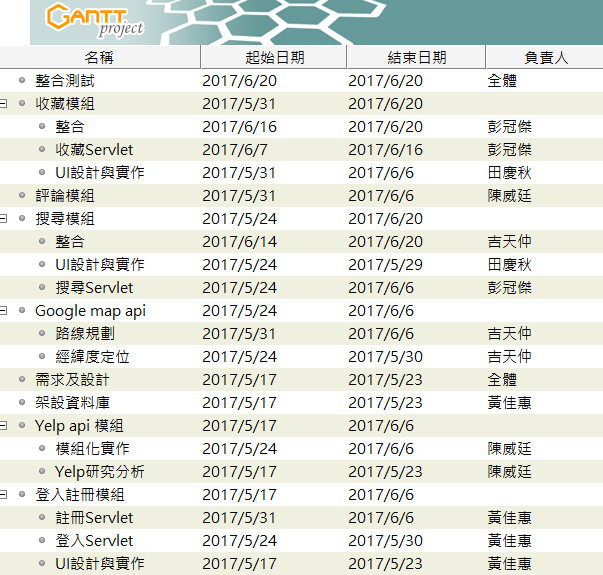 GANTT
project
名稱 起始日期 結束日期 負責人
整合測試 2017/6/20 2017/6/20 全體
收藏模組 2017/5/31 2017/6/20
整合 2017/6/16 2017/6/20 彭冠傑
收藏Servlet 2017/6/7 2017/6/16 彭冠傑
UI設計與實作 2017/5/31 2017/6/6 田慶秋
評論模組 2017/5/31 2017/6/6 陳威廷
搜尋模組 2017/5/24 2017/6/20
整合 2017/6/14 2017/6/20 吉天仲
UI設計與實作 2017/5/24 2017/5/29 田慶秋
搜尋Servlet 2017/5/24 2017/6/6 彭冠傑
Google map api 2017/5/24 2017/6/6
路線規劃 2017/5/31 2017/6/6 吉天仲
經緯度定位 2017/5/24 2017/5/30 吉天仲
需求及設計 2017/5/17 2017/5/23 全體
架設資料庫 2017/5/17 2017/5/23 黃佳惠
Yelp api 模組 2017/5/17 2017/6/6
模組化實作 2017/5/24 2017/6/6 陳威廷
Yelp研究分析 2017/5/17 2017/5/23 陳威廷
登入註冊模組 2017/5/17 2017/6/6
註冊Servlet 2017/5/31 2017/6/6 黃佳惠
登入Servlet 2017/5/24 2017/5/30 黃佳惠
UI設計與實作 2017/5/17 2017/5/23 黃佳惠